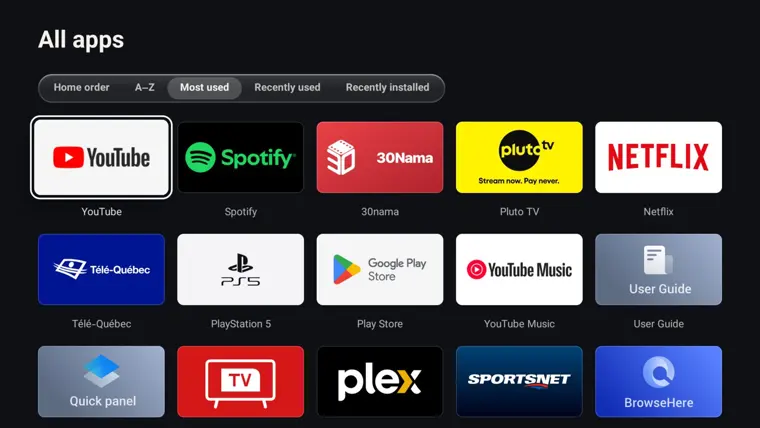 All apps
Home order A–Z Most used Recently used Recently installed
YouTube Spotify 30Nama pluto tv NETFLIX
Stream now. Pay never.
YouTube Spotify 30nama Pluto TV Netflix
Télé-Québec PS5 Google Play Store YouTube Music User Guide
Télé-Québec PlayStation 5 Play Store YouTube Music User Guide
Quick panel TV plex SPORTSNET BrowseHere